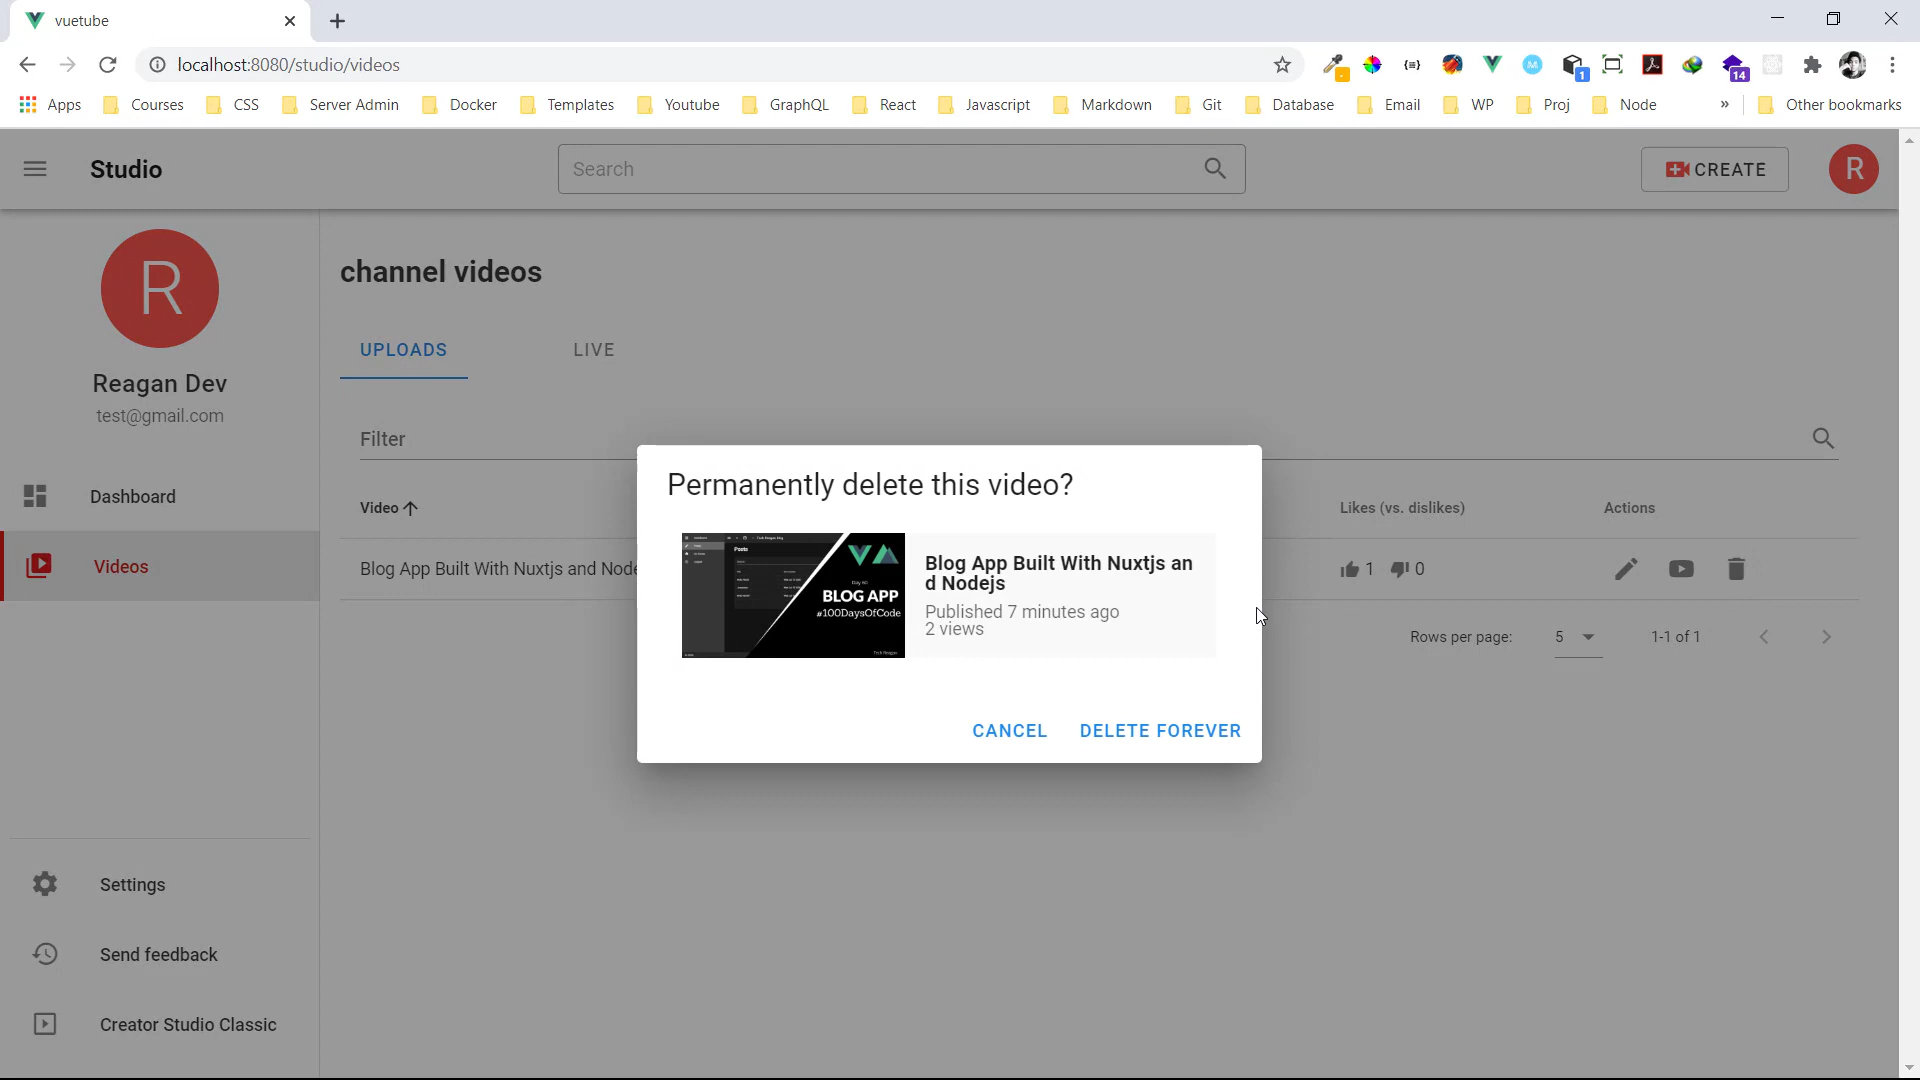 vuetube
localhost:8080/studio/videos
1
14
Apps
Courses
CSS
Server Admin
Docker
Templates
Youtube
GraphQL
React
Javascript
Markdown
Git
Database
Email
WP
Proj
Node
»
Other bookmarks
Studio
Search
CREATE
R
R
Reagan Dev
test@gmail.com
Dashboard
Videos
Settings
Send feedback
Creator Studio Classic
channel videos
UPLOADS
LIVE
Filter
Video
Likes (vs. dislikes)
Actions
Blog App Built With Nuxtjs and Node
1
0
Rows per page:
5
1-1 of 1
Permanently delete this video?
Posts
BLOG APP
#100DaysOfCode
Blog App Built With Nuxtjs an
d Nodejs
Published 7 minutes ago
2 views
CANCEL
DELETE FOREVER